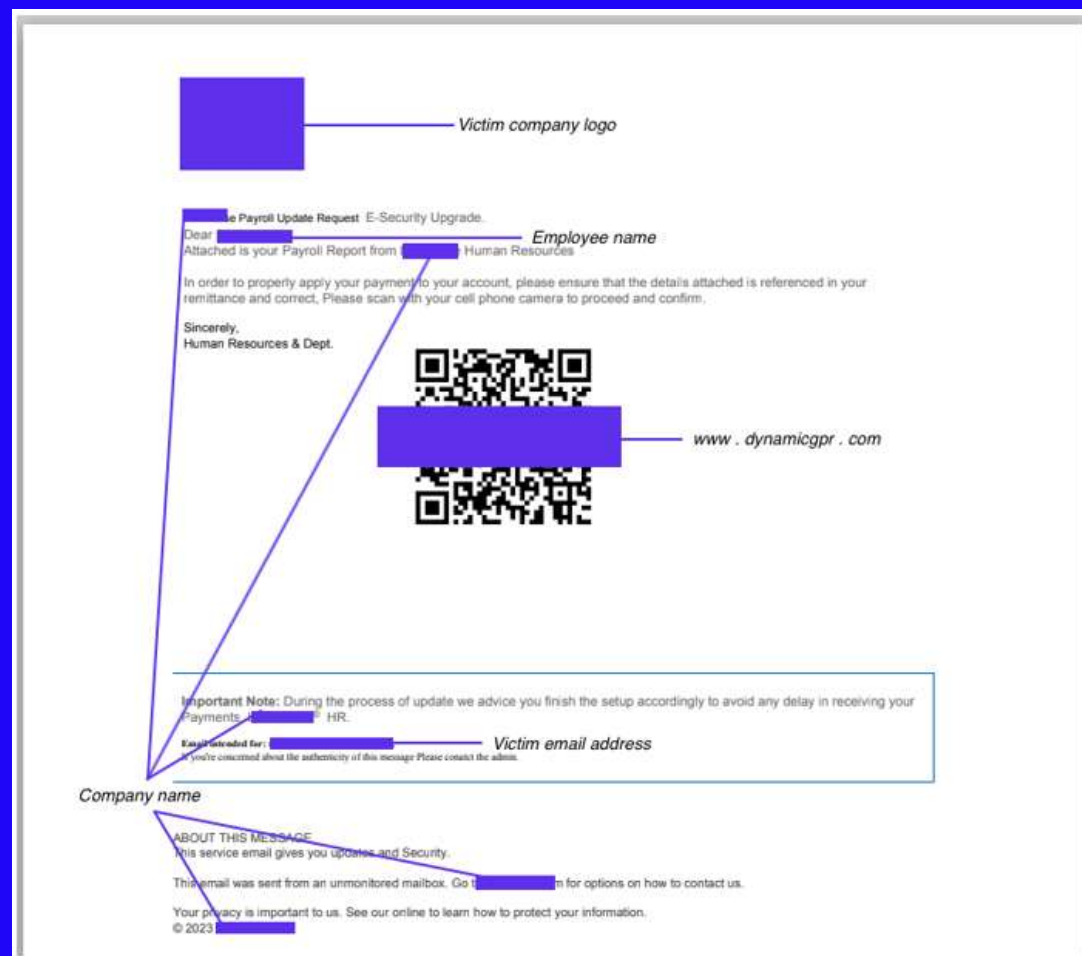 Victim company logo
e Payroll Update Request E-Security Upgrade.
Dear
Employee name
Attached is your Payroll Report from Human Resources
In order to properly apply your payment to your account, please ensure that the details attached is referenced in your
remittance and correct, Please scan with your cell phone camera to proceed and confirm.
Sincerely,
Human Resources & Dept.
www . dynamicgpr . com
Important Note: During the process of update we advice you finish the setup accordingly to avoid any delay in receiving your
Payments. HR.
Email intended for:
Victim email address
If you're concerned about the authenticity of this message Please contact the admin.
Company name
ABOUT THIS MESSAGE
This service email gives you updates and Security.
This email was sent from an unmonitored mailbox. Go for options on how to contact us.
Your privacy is important to us. See our online to learn how to protect your information.
© 2023